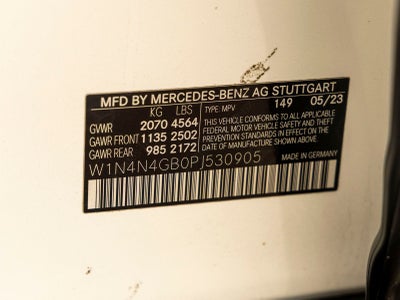 MFD BY MERCEDES-BENZ AG STUTTGART
KG LBS TYPE: MPV 149 05/23
GVWR 2070 4564
GAWR FRONT 1135 2502
GAWR REAR 985 2172
THIS VEHICLE CONFORMS TO ALL APPLICABLE
FEDERAL MOTOR VEHICLE SAFETY AND THEFT
PREVENTION STANDARDS IN EFFECT ON THE
DATE OF MANUFACTURE SHOWN ABOVE.
W1N4N4GB0PJ530905 MADE IN GERMANY